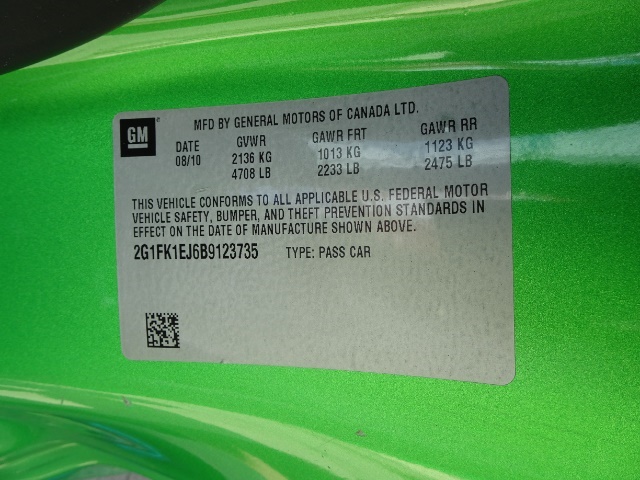 MFD BY GENERAL MOTORS OF CANADA LTD.
GM
DATE GVWR GAWR FRT GAWR RR
08/10 2136 KG 1013 KG 1123 KG
4708 LB 2233 LB 2475 LB
THIS VEHICLE CONFORMS TO ALL APPLICABLE U.S. FEDERAL MOTOR
VEHICLE SAFETY, BUMPER, AND THEFT PREVENTION STANDARDS IN
EFFECT ON THE DATE OF MANUFACTURE SHOWN ABOVE.
2G1FK1EJ6B9123735 TYPE: PASS CAR